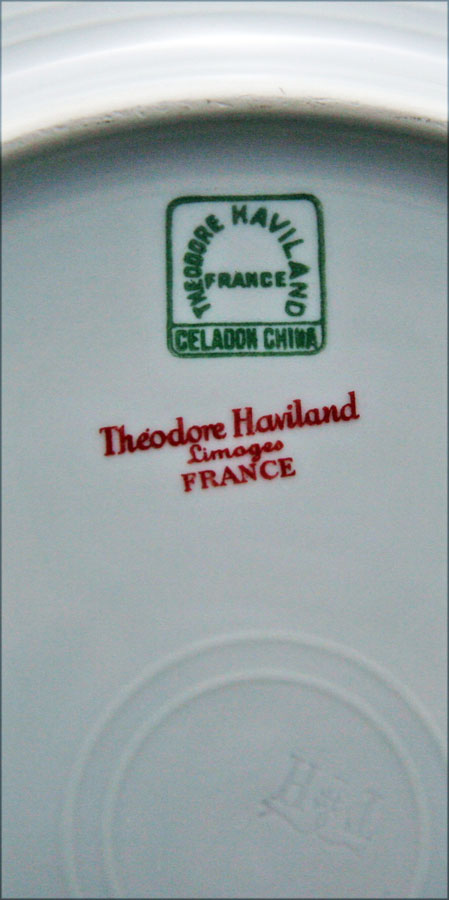 THEODORE HAVILAND
FRANCE
CELADON CHINA
Théodore Haviland
Limoges
FRANCE